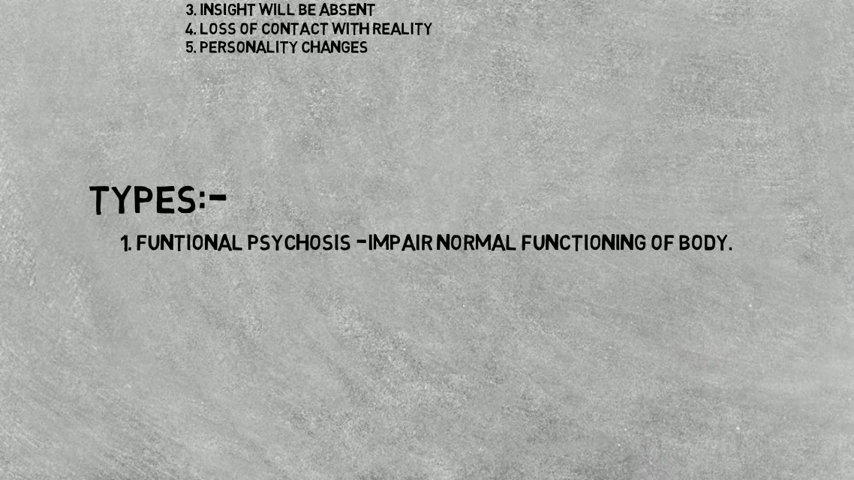 3. INSIGHT WILL BE ABSENT
4. LOSS OF CONTACT WITH REALITY
5. PERSONALITY CHANGES
TYPES:-
1. FUNTIONAL PSYCHOSIS -IMPAIR NORMAL FUNCTIONING OF BODY.